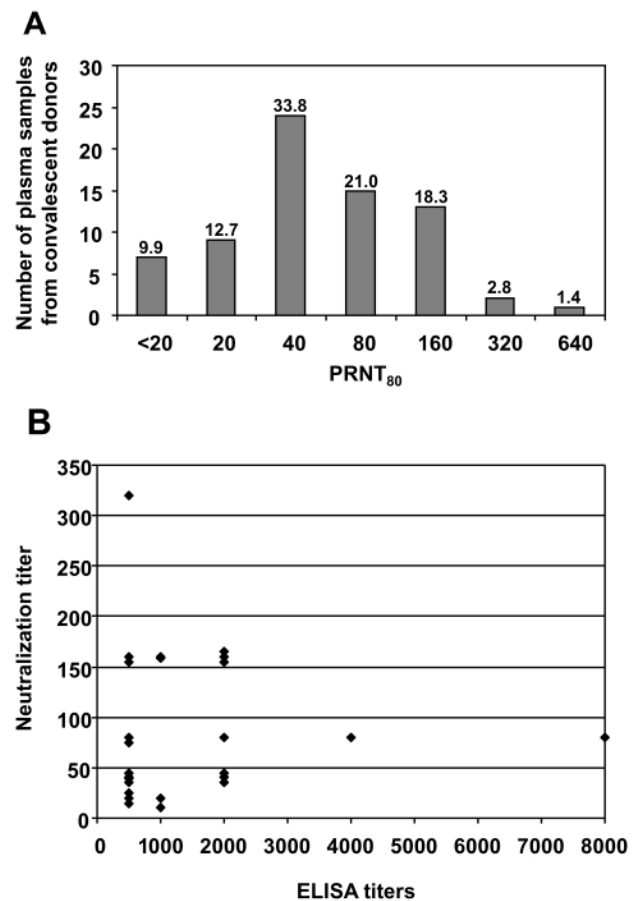 A
Number of plasma samples
from convalescent donors
30
25
20
15
10
5
0
9.9
12.7
33.8
21.0
18.3
2.8
1.4
<20 20 40 80 160 320 640
PRNT80
B
Neutralization titer
350
300
250
200
150
100
50
0
0 1000 2000 3000 4000 5000 6000 7000 8000
ELISA titers